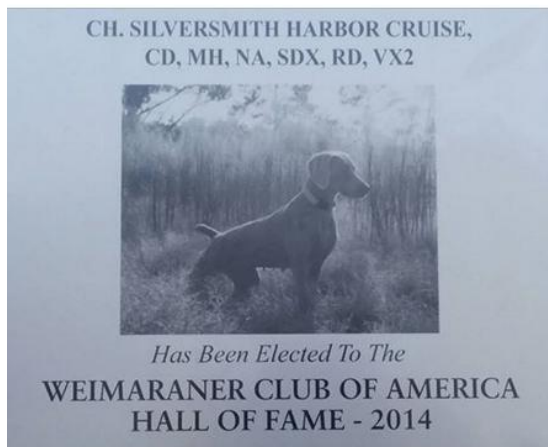 CH. SILVERSMITH HARBOR CRUISE,
CD, MH, NA, SDX, RD, VX2
Has Been Elected To The
WEIMARANER CLUB OF AMERICA
HALL OF FAME - 2014